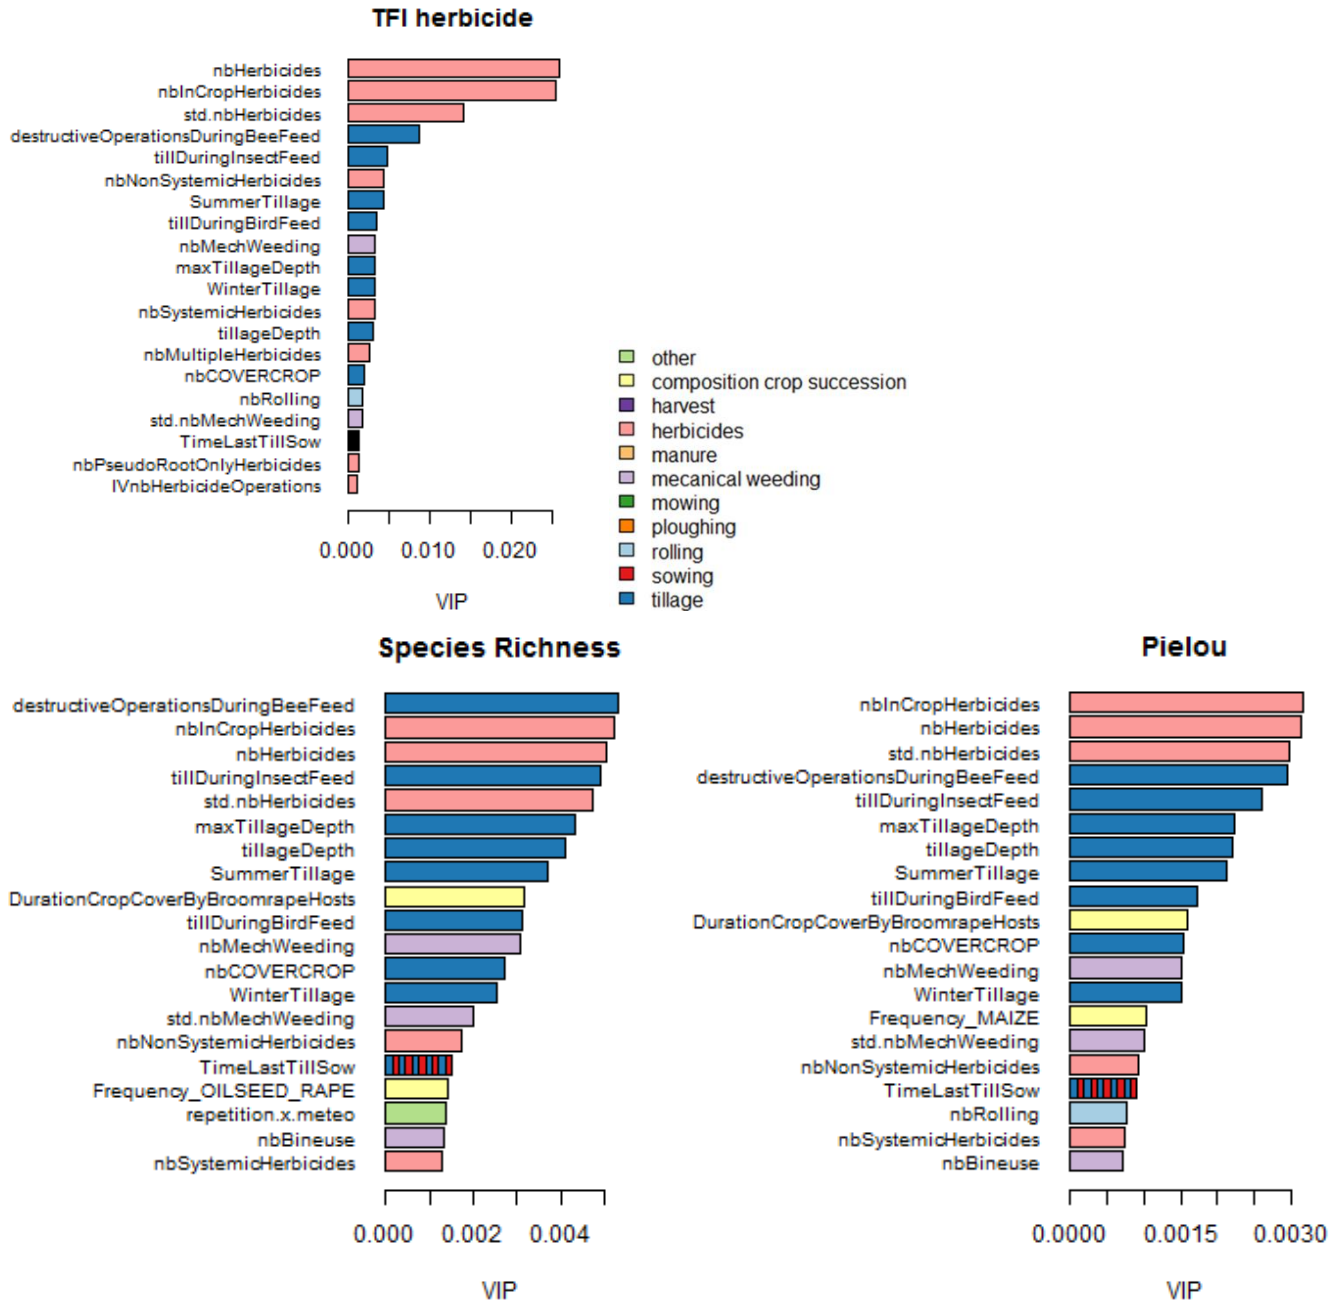 TFI herbicide
nbHerbicides
nbInCropHerbicides
std.nbHerbicides
destructiveOperationsDuringBeeFeed
tillDuringInsectFeed
nbNonSystemicHerbicides
SummerTillage
tillDuringBirdFeed
nbMechWeeding
maxTillageDepth
WinterTillage
nbSystemicHerbicides
tillageDepth
nbMultipleHerbicides
nbCOVERCROP
nbRolling
std.nbMechWeeding
TimeLastTillSow
nbPseudoRootOnlyHerbicides
IVnbHerbicideOperations
0.000 0.010 0.020
VIP
other
composition crop succession
harvest
herbicides
manure
mecanical weeding
mowing
ploughing
rolling
sowing
tillage
Species Richness
destructiveOperationsDuringBeeFeed
nbInCropHerbicides
nbHerbicides
tillDuringInsectFeed
std.nbHerbicides
maxTillageDepth
tillageDepth
SummerTillage
DurationCropCoverByBroomrapeHosts
tillDuringBirdFeed
nbMechWeeding
nbCOVERCROP
WinterTillage
std.nbMechWeeding
nbNonSystemicHerbicides
TimeLastTillSow
Frequency_OILSEED_RAPE
repetition.x.meteo
nbBineuse
nbSystemicHerbicides
0.000 0.002 0.004
VIP
Pielou
nbInCropHerbicides
nbHerbicides
std.nbHerbicides
destructiveOperationsDuringBeeFeed
tillDuringInsectFeed
maxTillageDepth
tillageDepth
SummerTillage
tillDuringBirdFeed
DurationCropCoverByBroomrapeHosts
nbCOVERCROP
nbMechWeeding
WinterTillage
Frequency_MAIZE
std.nbMechWeeding
nbNonSystemicHerbicides
TimeLastTillSow
nbRolling
nbSystemicHerbicides
nbBineuse
0.0000 0.0015 0.0030
VIP